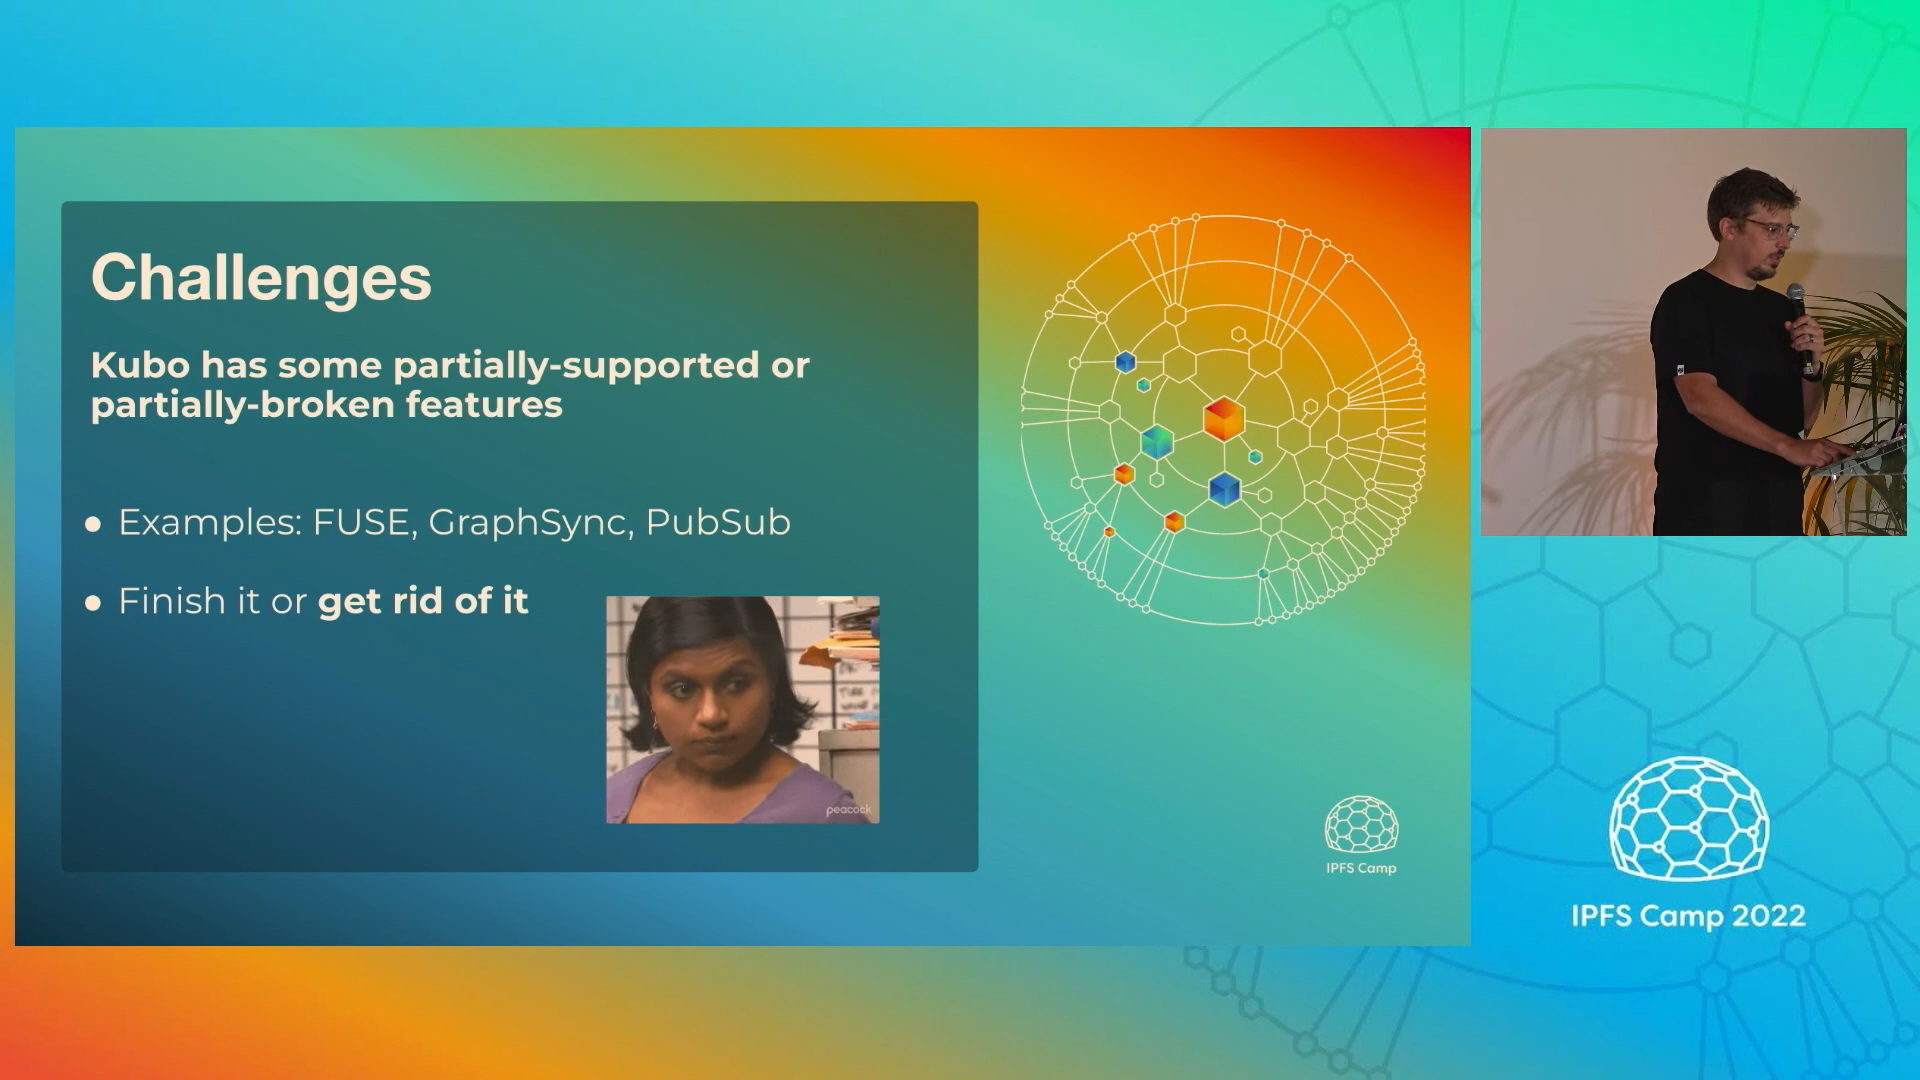 Challenges
Kubo has some partially-supported or
partially-broken features
● Examples: FUSE, GraphSync, PubSub
● Finish it or get rid of it
peacock
IPFS Camp
IPFS Camp 2022